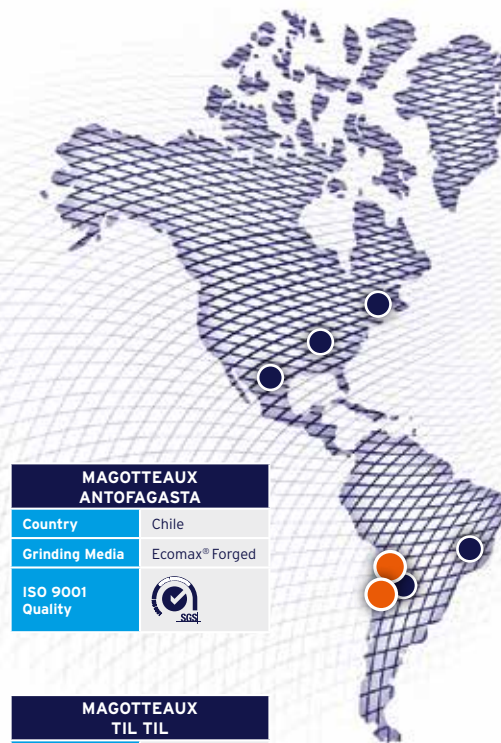 MAGOTTEAUX
ANTOFAGASTA
Country Chile
Grinding Media Ecomax® Forged
ISO 9001
Quality
SGS
MAGOTTEAUX
TIL TIL